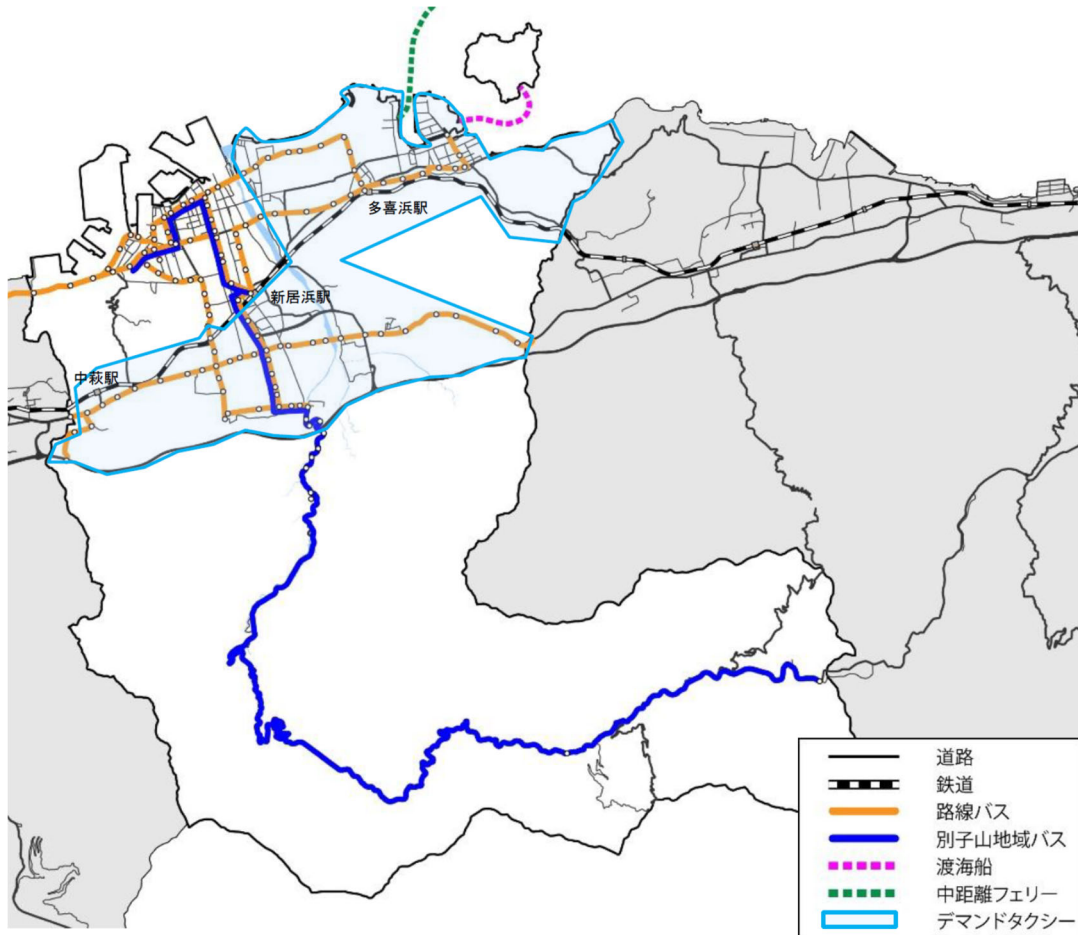 多喜浜駅
新居浜駅
中萩駅
道路
鉄道
路線バス
別子山地域バス
渡海船
中距離フェリー
デマンドタクシー